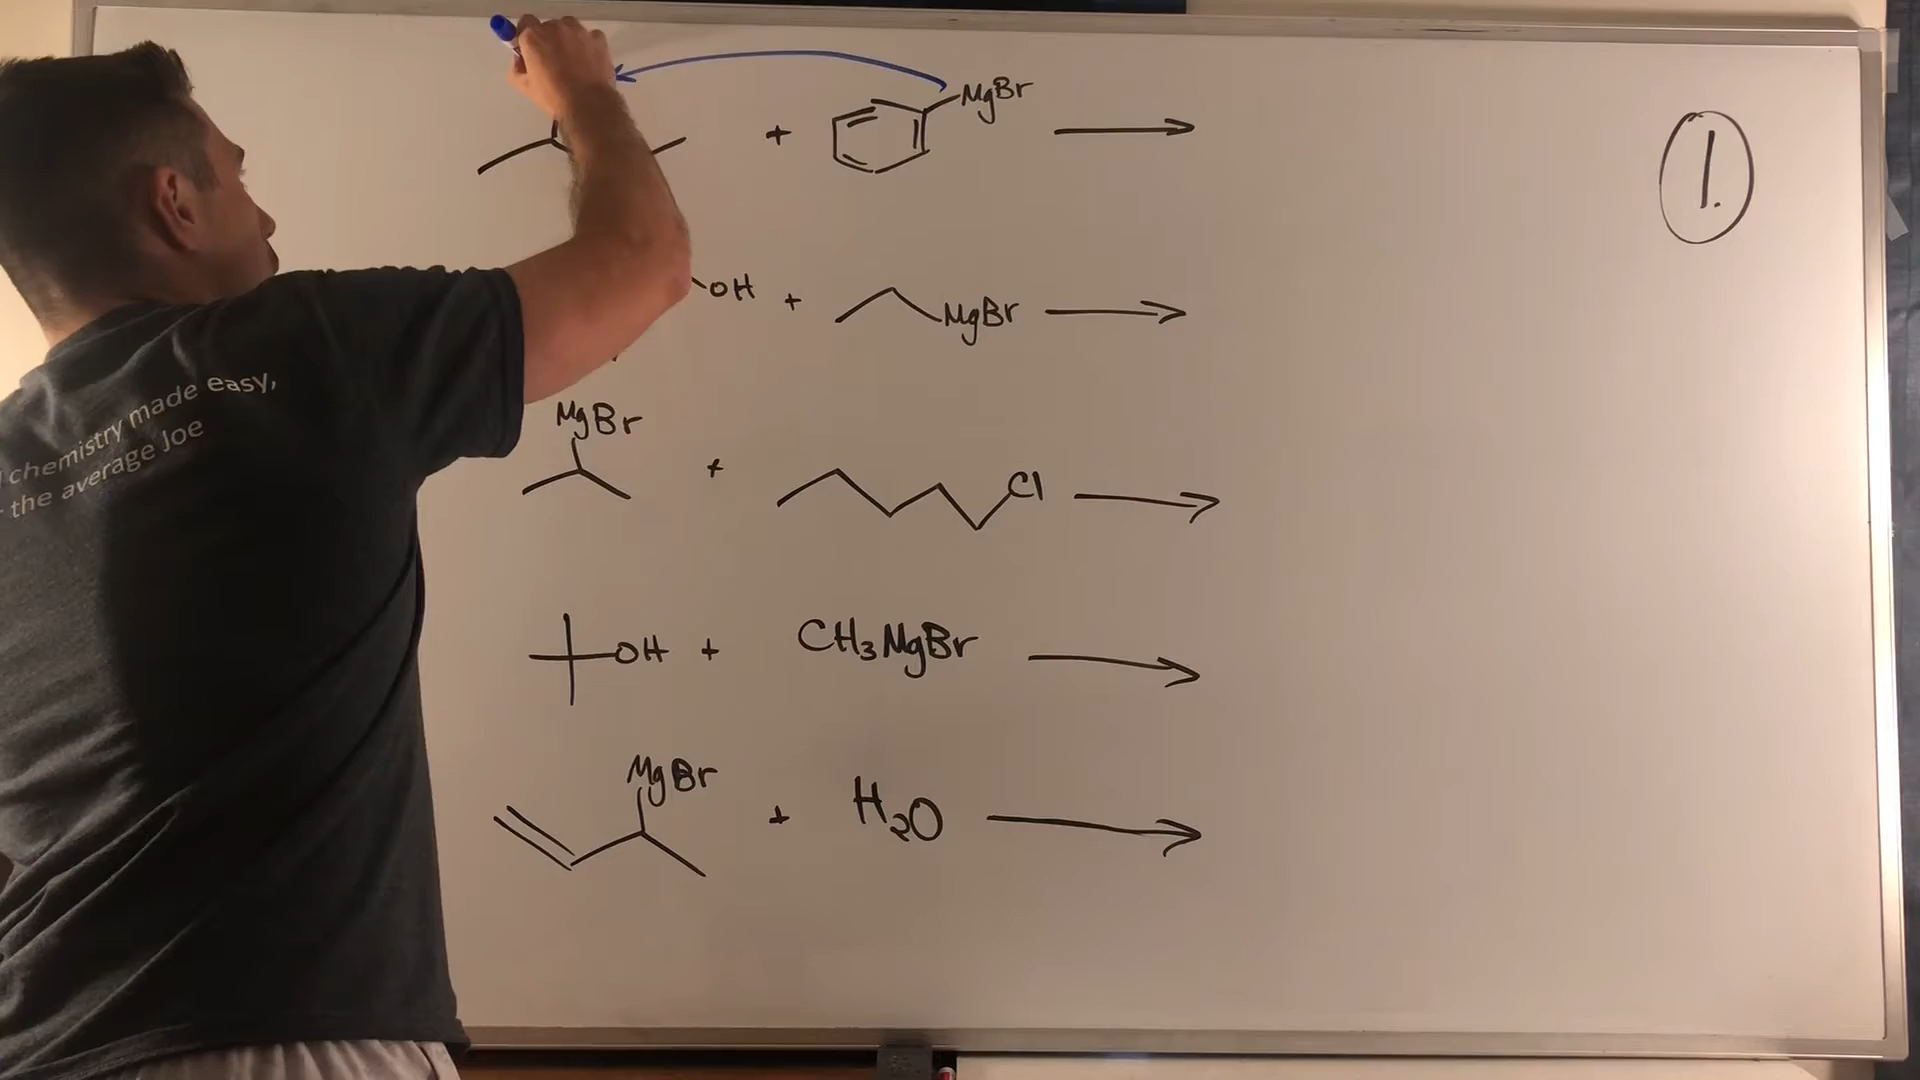 + MgBr
1.
OH + MgBr
chemistry made easy,
the average Joe
MgBr
+ Cl
OH + CH₃MgBr
MgBr
+ H₂O